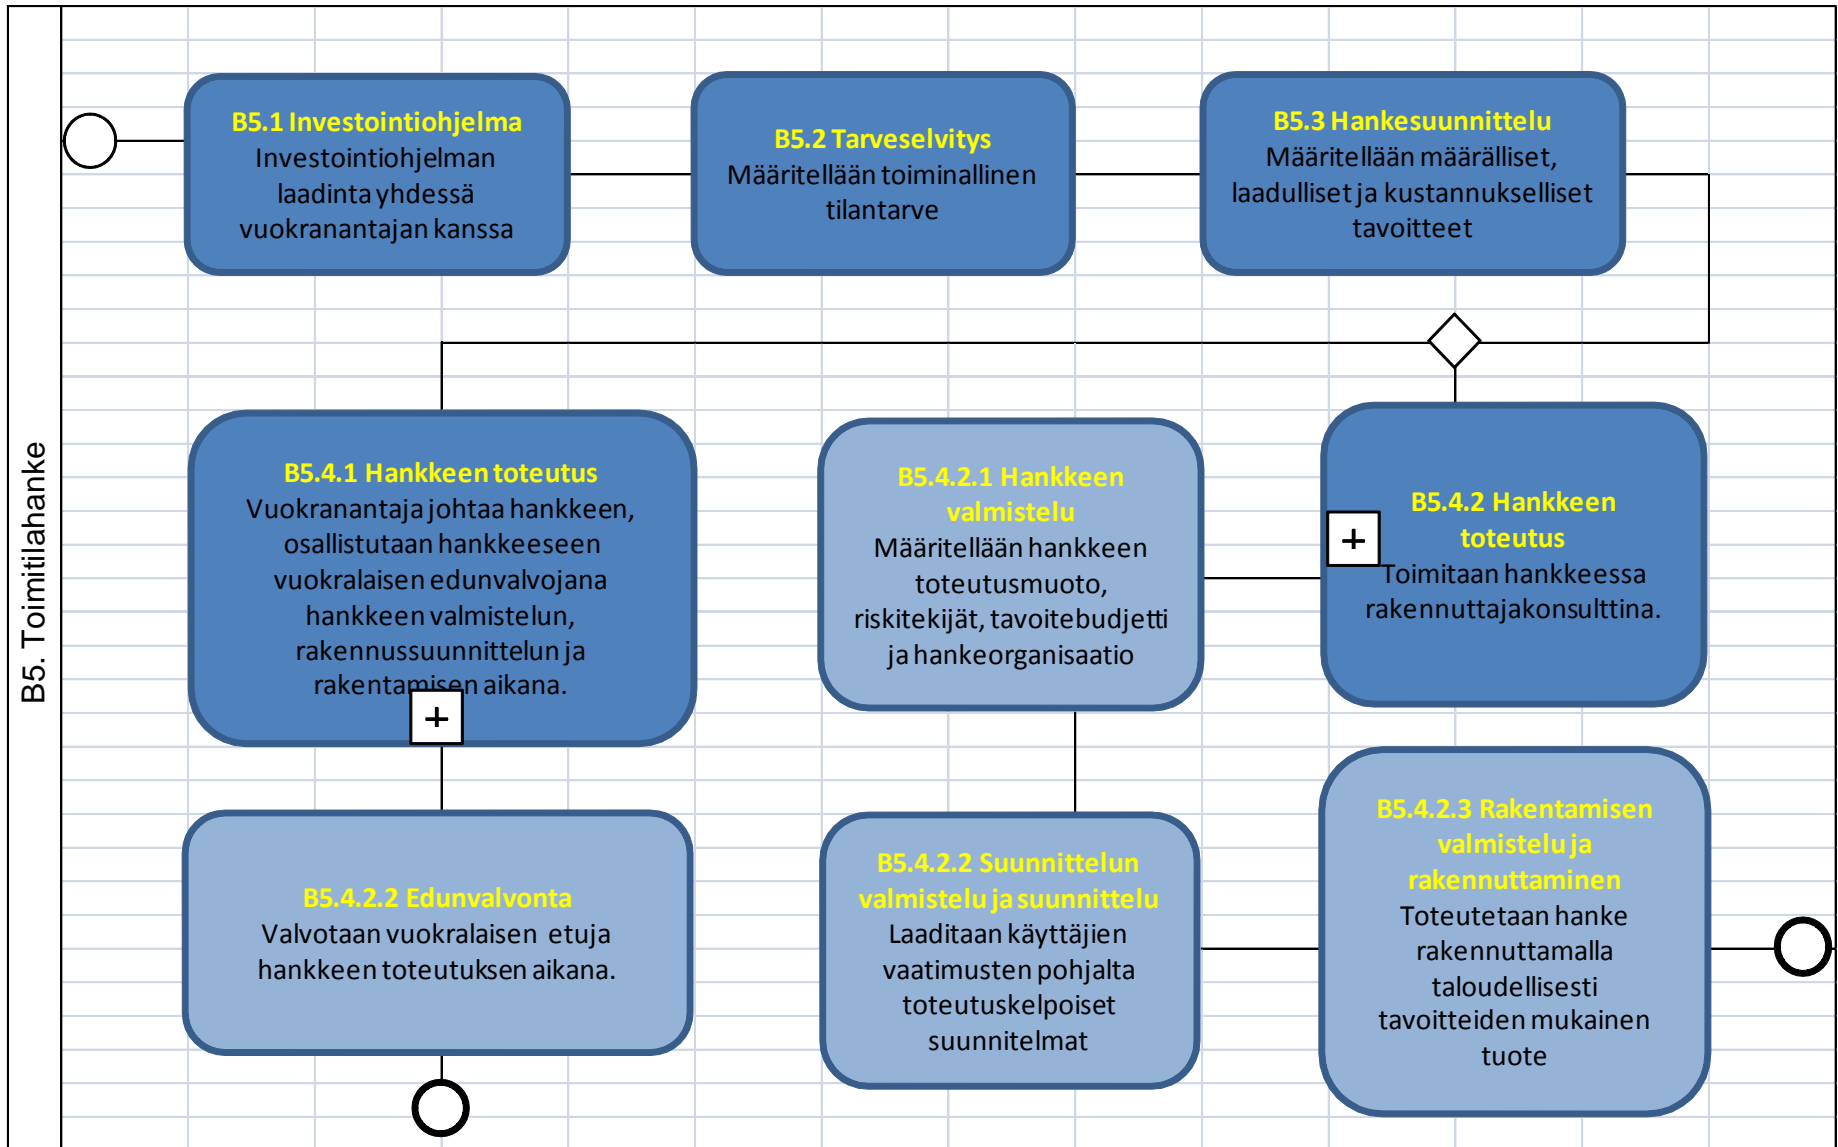 B5. Toimitilahanke
B5.1 Investointiohjelma
Investointiohjelman
laadinta yhdessä
vuokranantajan kanssa
B5.2 Tarveselvitys
Määritellään toiminallinen
tilantarve
B5.3 Hankesuunnittelu
Määritellään määrälliset,
laadulliset ja kustannukselliset
tavoitteet
B5.4.1 Hankkeen toteutus
Vuokranantaja johtaa hankkeen,
osallistutaan hankkeeseen
vuokralaisen edunvalvojana
hankkeen valmistelun,
rakennussuunnittelun ja
rakentamisen aikana.
+
B5.4.2.1 Hankkeen
valmistelu
Määritellään hankkeen
toteutusmuoto,
riskitekijät, tavoitebudjetti
ja hankeorganisaatio
B5.4.2 Hankkeen
toteutus
+
Toimitaan hankkeessa
rakennuttajakonsulttina.
B5.4.2.2 Edunvalvonta
Valvotaan vuokralaisen etuja
hankkeen toteutuksen aikana.
B5.4.2.2 Suunnittelun
valmistelu ja suunnittelu
Laaditaan käyttäjien
vaatimusten pohjalta
toteutuskelpoiset
suunnitelmat
B5.4.2.3 Rakentamisen
valmistelu ja
rakennuttaminen
Toteutetaan hanke
rakennuttamalla
taloudellisesti
tavoitteiden mukainen
tuote